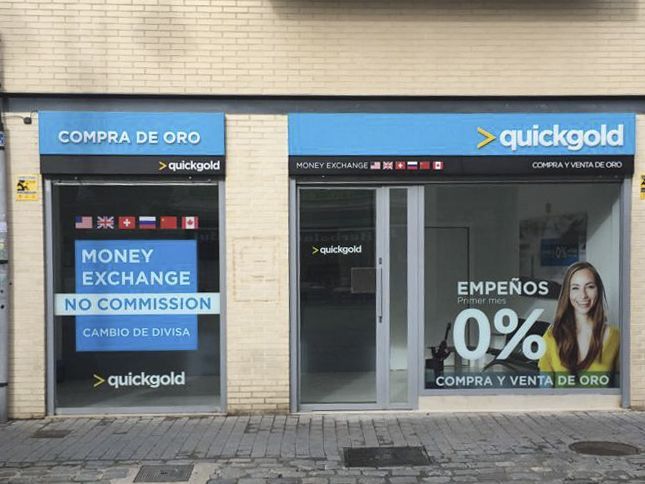 COMPRA DE ORO
>quickgold
MONEY
EXCHANGE
NO COMMISSION
CAMBIO DE DIVISA
>quickgold
>quickgold
MONEY EXCHANGE
COMPRA Y VENTA DE ORO
>quickgold
EMPEÑOS
Primer mes
0%
COMPRA Y VENTA DE ORO